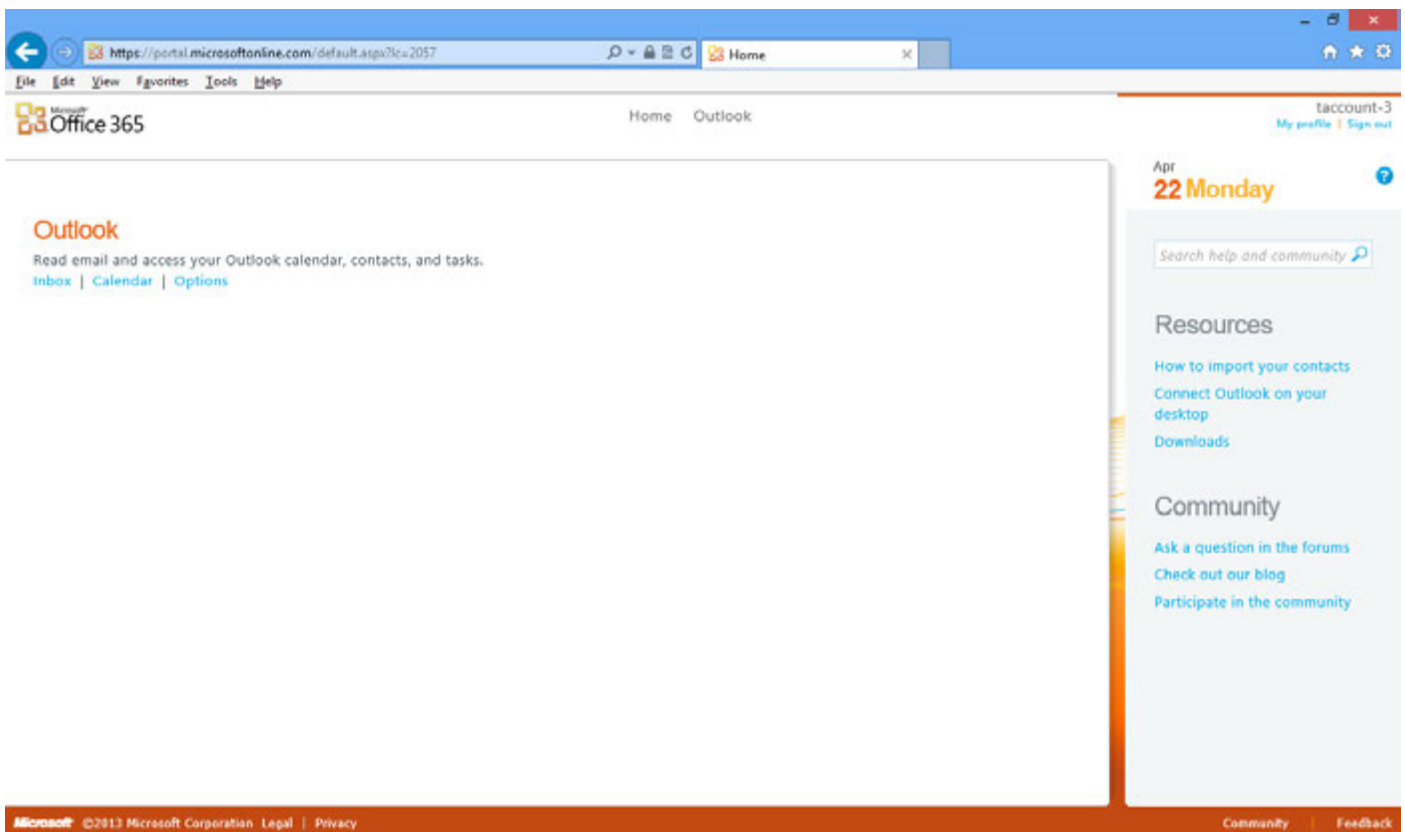 https://portal.microsoftonline.com/default.aspx?lc=2057
Home
File Edit View Favorites Tools Help
Microsoft
Office 365
Home Outlook
taccount-3
My profile | Sign out
Apr
22 Monday
Outlook
Read email and access your Outlook calendar, contacts, and tasks.
Inbox | Calendar | Options
Search help and community
Resources
How to import your contacts
Connect Outlook on your
desktop
Downloads
Community
Ask a question in the forums
Check out our blog
Participate in the community
Microsoft ©2013 Microsoft Corporation Legal | Privacy
Community | Feedback